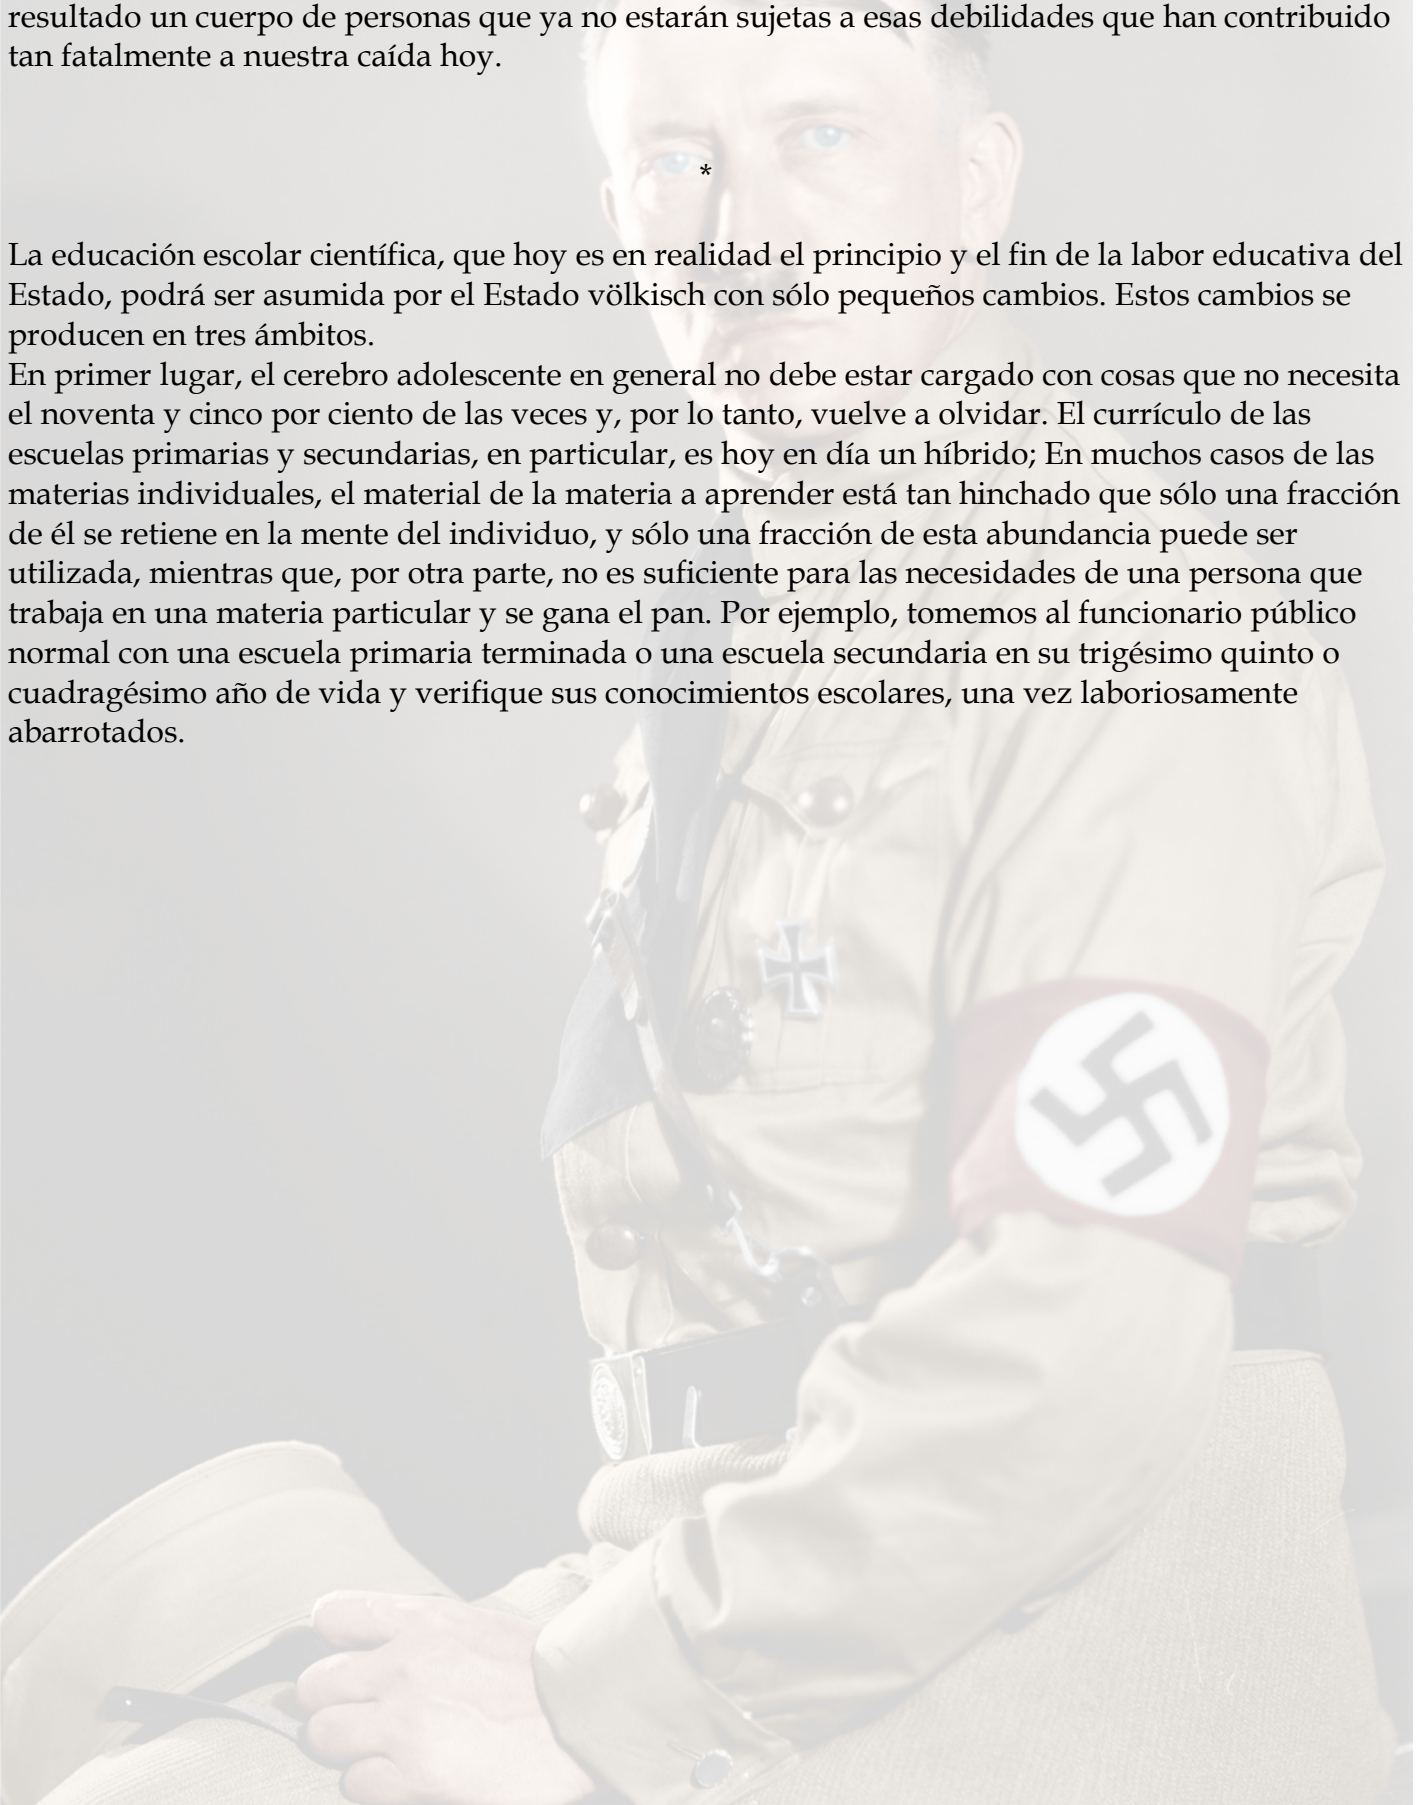 resultado un cuerpo de personas que ya no estarán sujetas a esas debilidades que han contribuido
tan fatalmente a nuestra caída hoy.
*
La educación escolar científica, que hoy es en realidad el principio y el fin de la labor educativa del
Estado, podrá ser asumida por el Estado völkisch con sólo pequeños cambios. Estos cambios se
producen en tres ámbitos.
En primer lugar, el cerebro adolescente en general no debe estar cargado con cosas que no necesita
el noventa y cinco por ciento de las veces y, por lo tanto, vuelve a olvidar. El currículo de las
escuelas primarias y secundarias, en particular, es hoy en día un híbrido; En muchos casos de las
materias individuales, el material de la materia a aprender está tan hinchado que sólo una fracción
de él se retiene en la mente del individuo, y sólo una fracción de esta abundancia puede ser
utilizada, mientras que, por otra parte, no es suficiente para las necesidades de una persona que
trabaja en una materia particular y se gana el pan. Por ejemplo, tomemos al funcionario público
normal con una escuela primaria terminada o una escuela secundaria en su trigésimo quinto o
cuadragésimo año de vida y verifique sus conocimientos escolares, una vez laboriosamente
abarrotados.